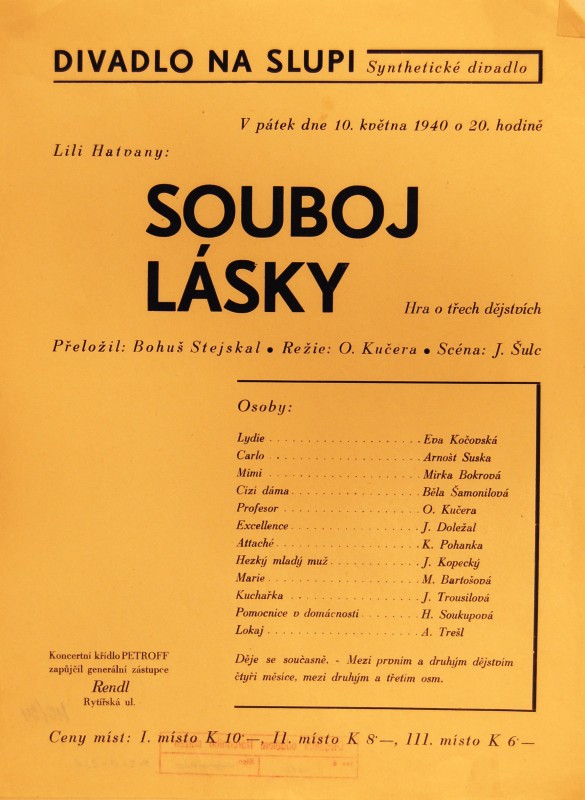 DIVADLO NA SLUPI Synthetické divadlo
V pátek dne 10. května 1940 o 20. hodině
Lili Hatvany:
SOUBOJ
LÁSKY
Hra o třech dějstvích
Přeložil: Bohuš Stejskal • Režie: O. Kučera • Scéna: J. Šulc
Osoby:
Lydie . . . . . . . . . . . . . . . . . . . . Eva Kočovská
Carlo . . . . . . . . . . . . . . . . . . . . Arnošt Suska
Mimi . . . . . . . . . . . . . . . . . . . . Mirka Bokrová
Cizí dáma . . . . . . . . . . . . . . . . . Běla Šamonilová
Profesor . . . . . . . . . . . . . . . . . . O. Kučera
Excellence . . . . . . . . . . . . . . . . . J. Doležal
Attaché . . . . . . . . . . . . . . . . . . . K. Pohanka
Hezký mladý muž . . . . . . . . . . . . J. Kopecký
Marie . . . . . . . . . . . . . . . . . . . . M. Bartošová
Kuchařka . . . . . . . . . . . . . . . . . . J. Trousilová
Pomocnice v domácnosti . . . . . . . H. Soukupová
Lokaj . . . . . . . . . . . . . . . . . . . . A. Trešl
Děje se současně. - Mezi prvním a druhým dějstvím
čtyři měsíce, mezi druhým a třetím osm.
Koncertní křídlo PETROFF
zapůjčil generální zástupce
Rendl
Rytířská ul.
Ceny míst: I. místo K 10·—, II. místo K 8·—, III. místo K 6·—